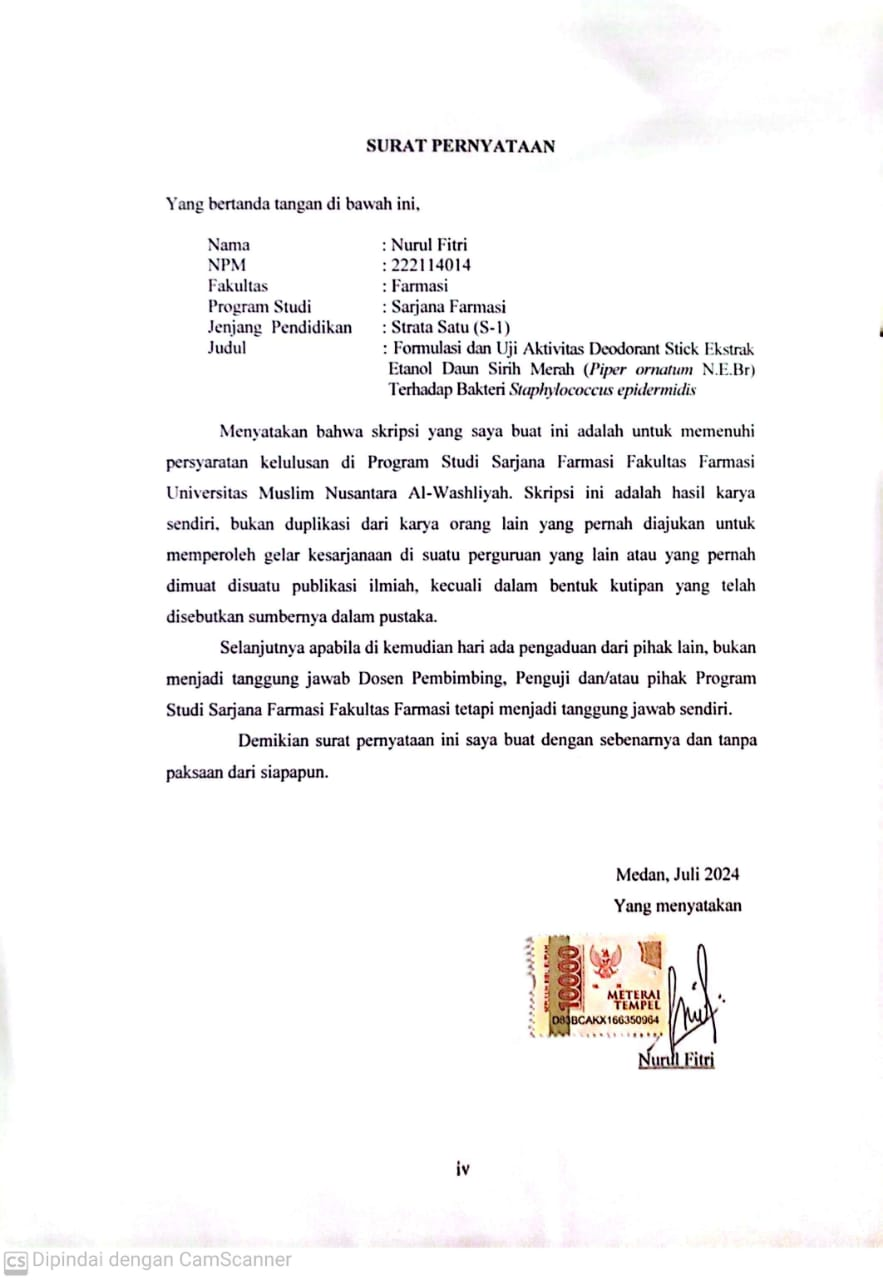 SURAT PERNYATAAN
Yang bertanda tangan di bawah ini,
Nama : Nurul Fitri
NPM : 222114014
Fakultas : Farmasi
Program Studi : Sarjana Farmasi
Jenjang Pendidikan : Strata Satu (S-1)
Judul : Formulasi dan Uji Aktivitas Deodorant Stick Ekstrak
Etanol Daun Sirih Merah (Piper ornatum N.E.Br)
Terhadap Bakteri Staphylococcus epidermidis
Menyatakan bahwa skripsi yang saya buat ini adalah untuk memenuhi
persyaratan kelulusan di Program Studi Sarjana Farmasi Fakultas Farmasi
Universitas Muslim Nusantara Al-Washliyah. Skripsi ini adalah hasil karya
sendiri, bukan duplikasi dari karya orang lain yang pernah diajukan untuk
memperoleh gelar kesarjanaan di suatu perguruan yang lain atau yang pernah
dimuat disuatu publikasi ilmiah, kecuali dalam bentuk kutipan yang telah
disebutkan sumbernya dalam pustaka.
Selanjutnya apabila di kemudian hari ada pengaduan dari pihak lain, bukan
menjadi tanggung jawab Dosen Pembimbing, Penguji dan/atau pihak Program
Studi Sarjana Farmasi Fakultas Farmasi tetapi menjadi tanggung jawab sendiri.
Demikian surat pernyataan ini saya buat dengan sebenarnya dan tanpa
paksaan dari siapapun.
Medan, Juli 2024
Yang menyatakan
10000
METERAI
TEMPEL
Nurul Fitri
iv
CS Dipindai dengan CamScanner